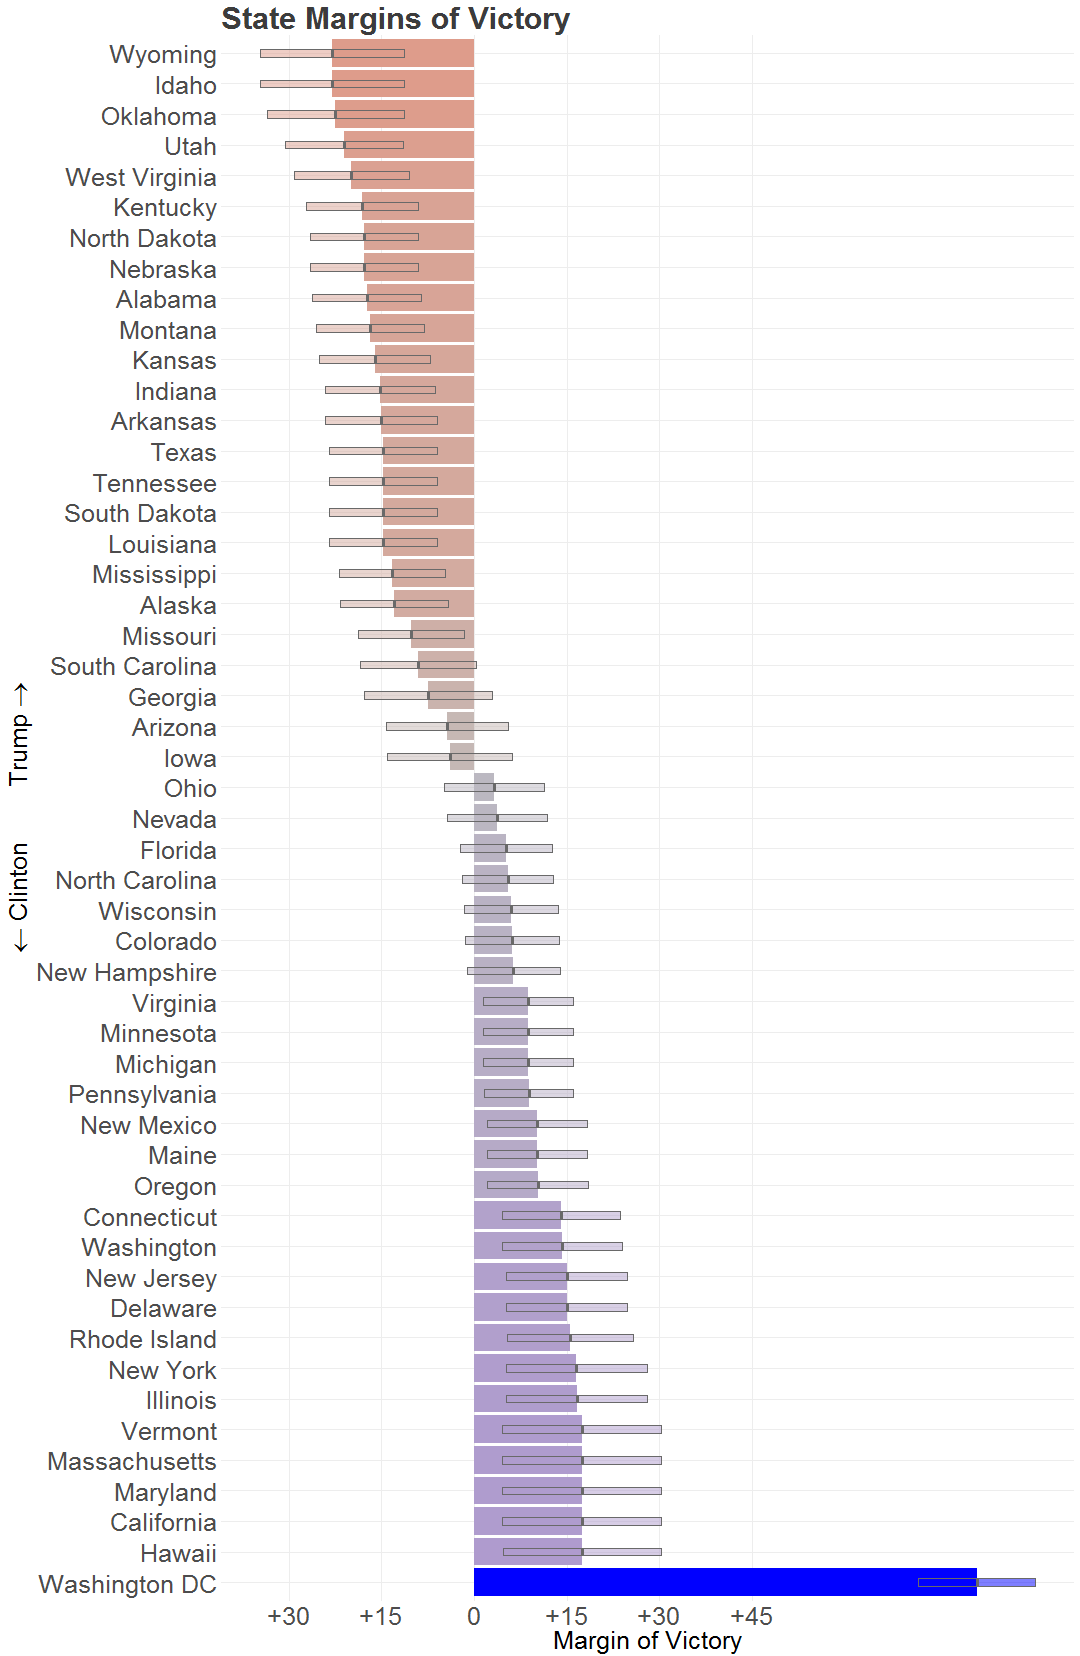 State Margins of Victory
Wyoming
Idaho
Oklahoma
Utah
West Virginia
Kentucky
North Dakota
Nebraska
Alabama
Montana
Kansas
Indiana
Arkansas
Texas
Tennessee
South Dakota
Louisiana
Mississippi
Alaska
Missouri
South Carolina
Georgia
Arizona
Iowa
Ohio
Nevada
Florida
North Carolina
Wisconsin
Colorado
New Hampshire
Virginia
Minnesota
Michigan
Pennsylvania
New Mexico
Maine
Oregon
Connecticut
Washington
New Jersey
Delaware
Rhode Island
New York
Illinois
Vermont
Massachusetts
Maryland
California
Hawaii
Washington DC
← Clinton Trump →
+30 +15 0 +15 +30 +45
Margin of Victory